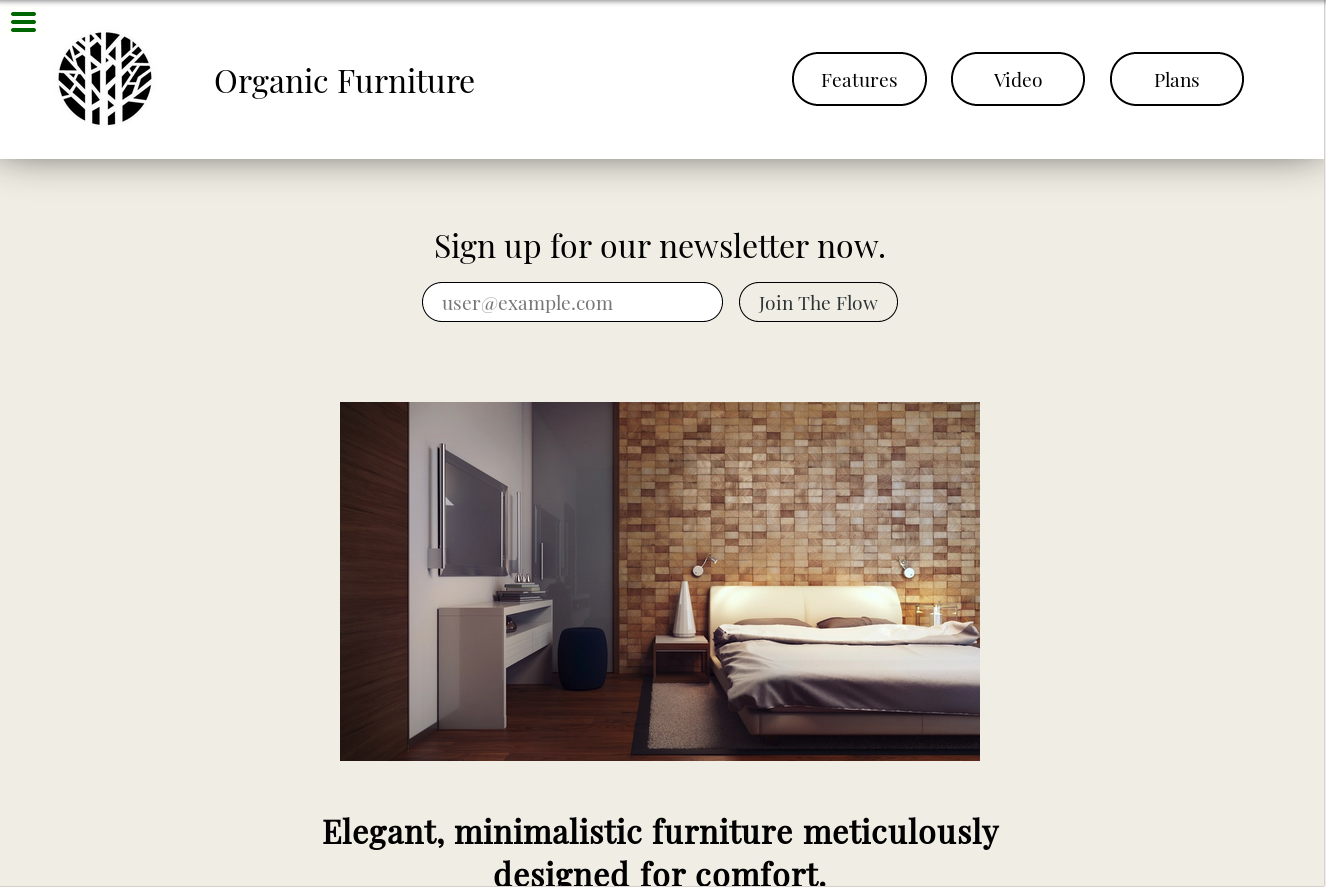 Organic Furniture
Features
Video
Plans
Sign up for our newsletter now.
user@example.com
Join The Flow
Elegant, minimalistic furniture meticulously
designed for comfort.